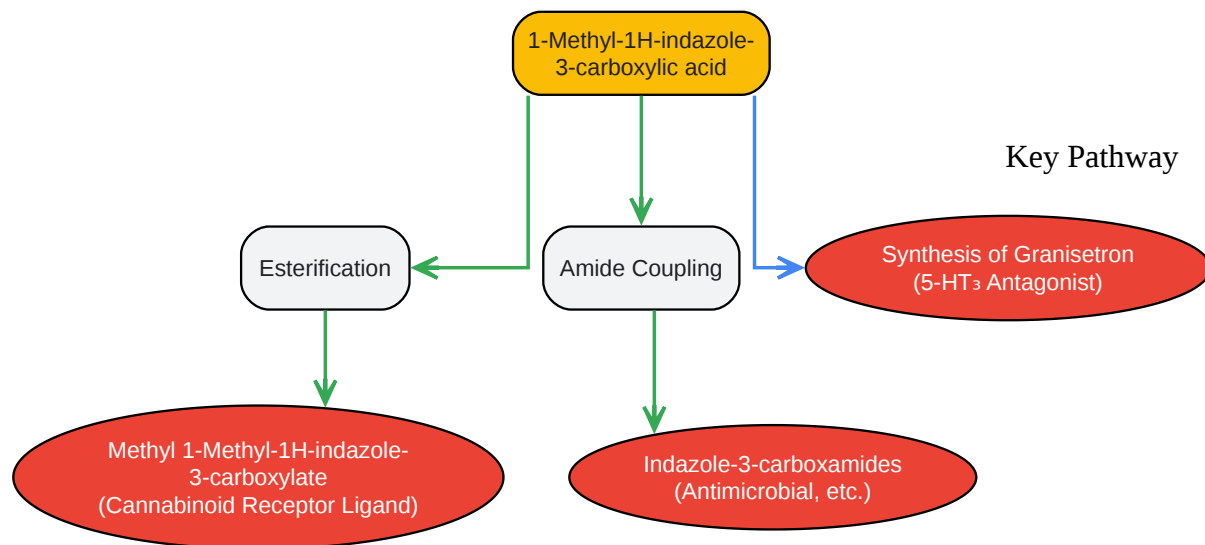 1-Methyl-1H-indazole-
3-carboxylic acid
Key Pathway
Esterification
Amide Coupling
Synthesis of Granisetron
(5-HT₃ Antagonist)
Methyl 1-Methyl-1H-indazole-
3-carboxylate
(Cannabinoid Receptor Ligand)
Indazole-3-carboxamides
(Antimicrobial, etc.)